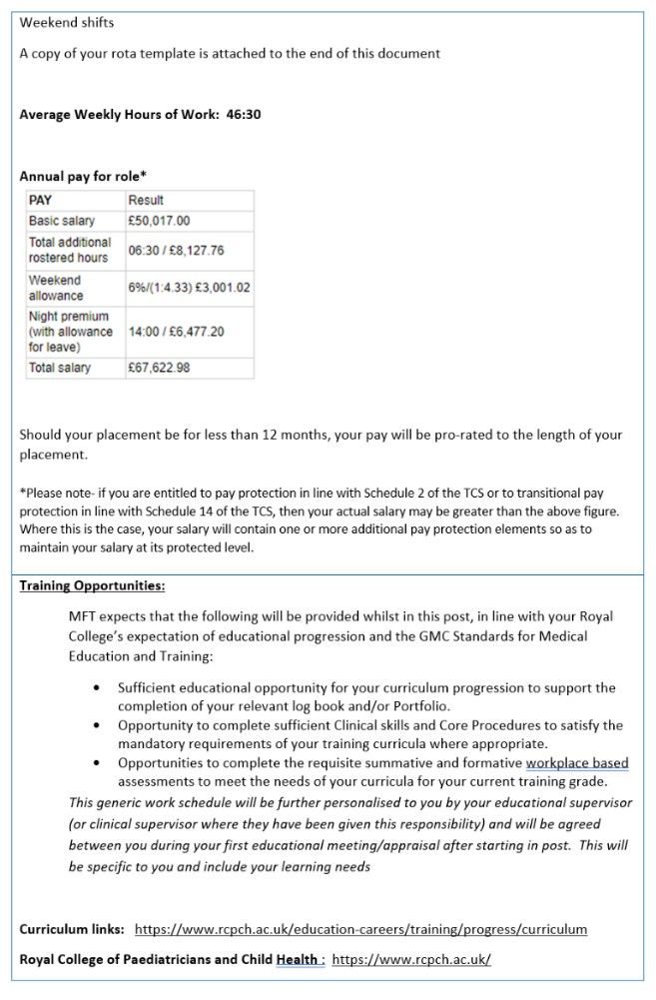 Weekend shifts
A copy of your rota template is attached to the end of this document
Average Weekly Hours of Work:  46:30
Annual pay for role*
PAY Result
Basic salary £50,017.00
Total additional
rostered hours 06:30 / £8,127.76
Weekend
allowance 6%/(1:4.33) £3,001.02
Night premium
(with allowance
for leave) 14:00 / £6,477.20
Total salary £67,622.98
Should your placement be for less than 12 months, your pay will be pro-rated to the length of your
placement.
*Please note- if you are entitled to pay protection in line with Schedule 2 of the TCS or to transitional pay
protection in line with Schedule 14 of the TCS, then your actual salary may be greater than the above figure.
Where this is the case, your salary will contain one or more additional pay protection elements so as to
maintain your salary at its protected level.
Training Opportunities:
MFT expects that the following will be provided whilst in this post, in line with your Royal
College's expectation of educational progression and the GMC Standards for Medical
Education and Training:
• Sufficient educational opportunity for your curriculum progression to support the
completion of your relevant log book and/or Portfolio.
• Opportunity to complete sufficient Clinical skills and Core Procedures to satisfy the
mandatory requirements of your training curricula where appropriate.
• Opportunities to complete the requisite summative and formative workplace based
assessments to meet the needs of your curricula for your current training grade.
This generic work schedule will be further personalised to you by your educational supervisor
(or clinical supervisor where they have been given this responsibility) and will be agreed
between you during your first educational meeting/appraisal after starting in post.  This will
be specific to you and include your learning needs
Curriculum links:  https://www.rcpch.ac.uk/education-careers/training/progress/curriculum
Royal College of Paediatricians and Child Health :  https://www.rcpch.ac.uk/